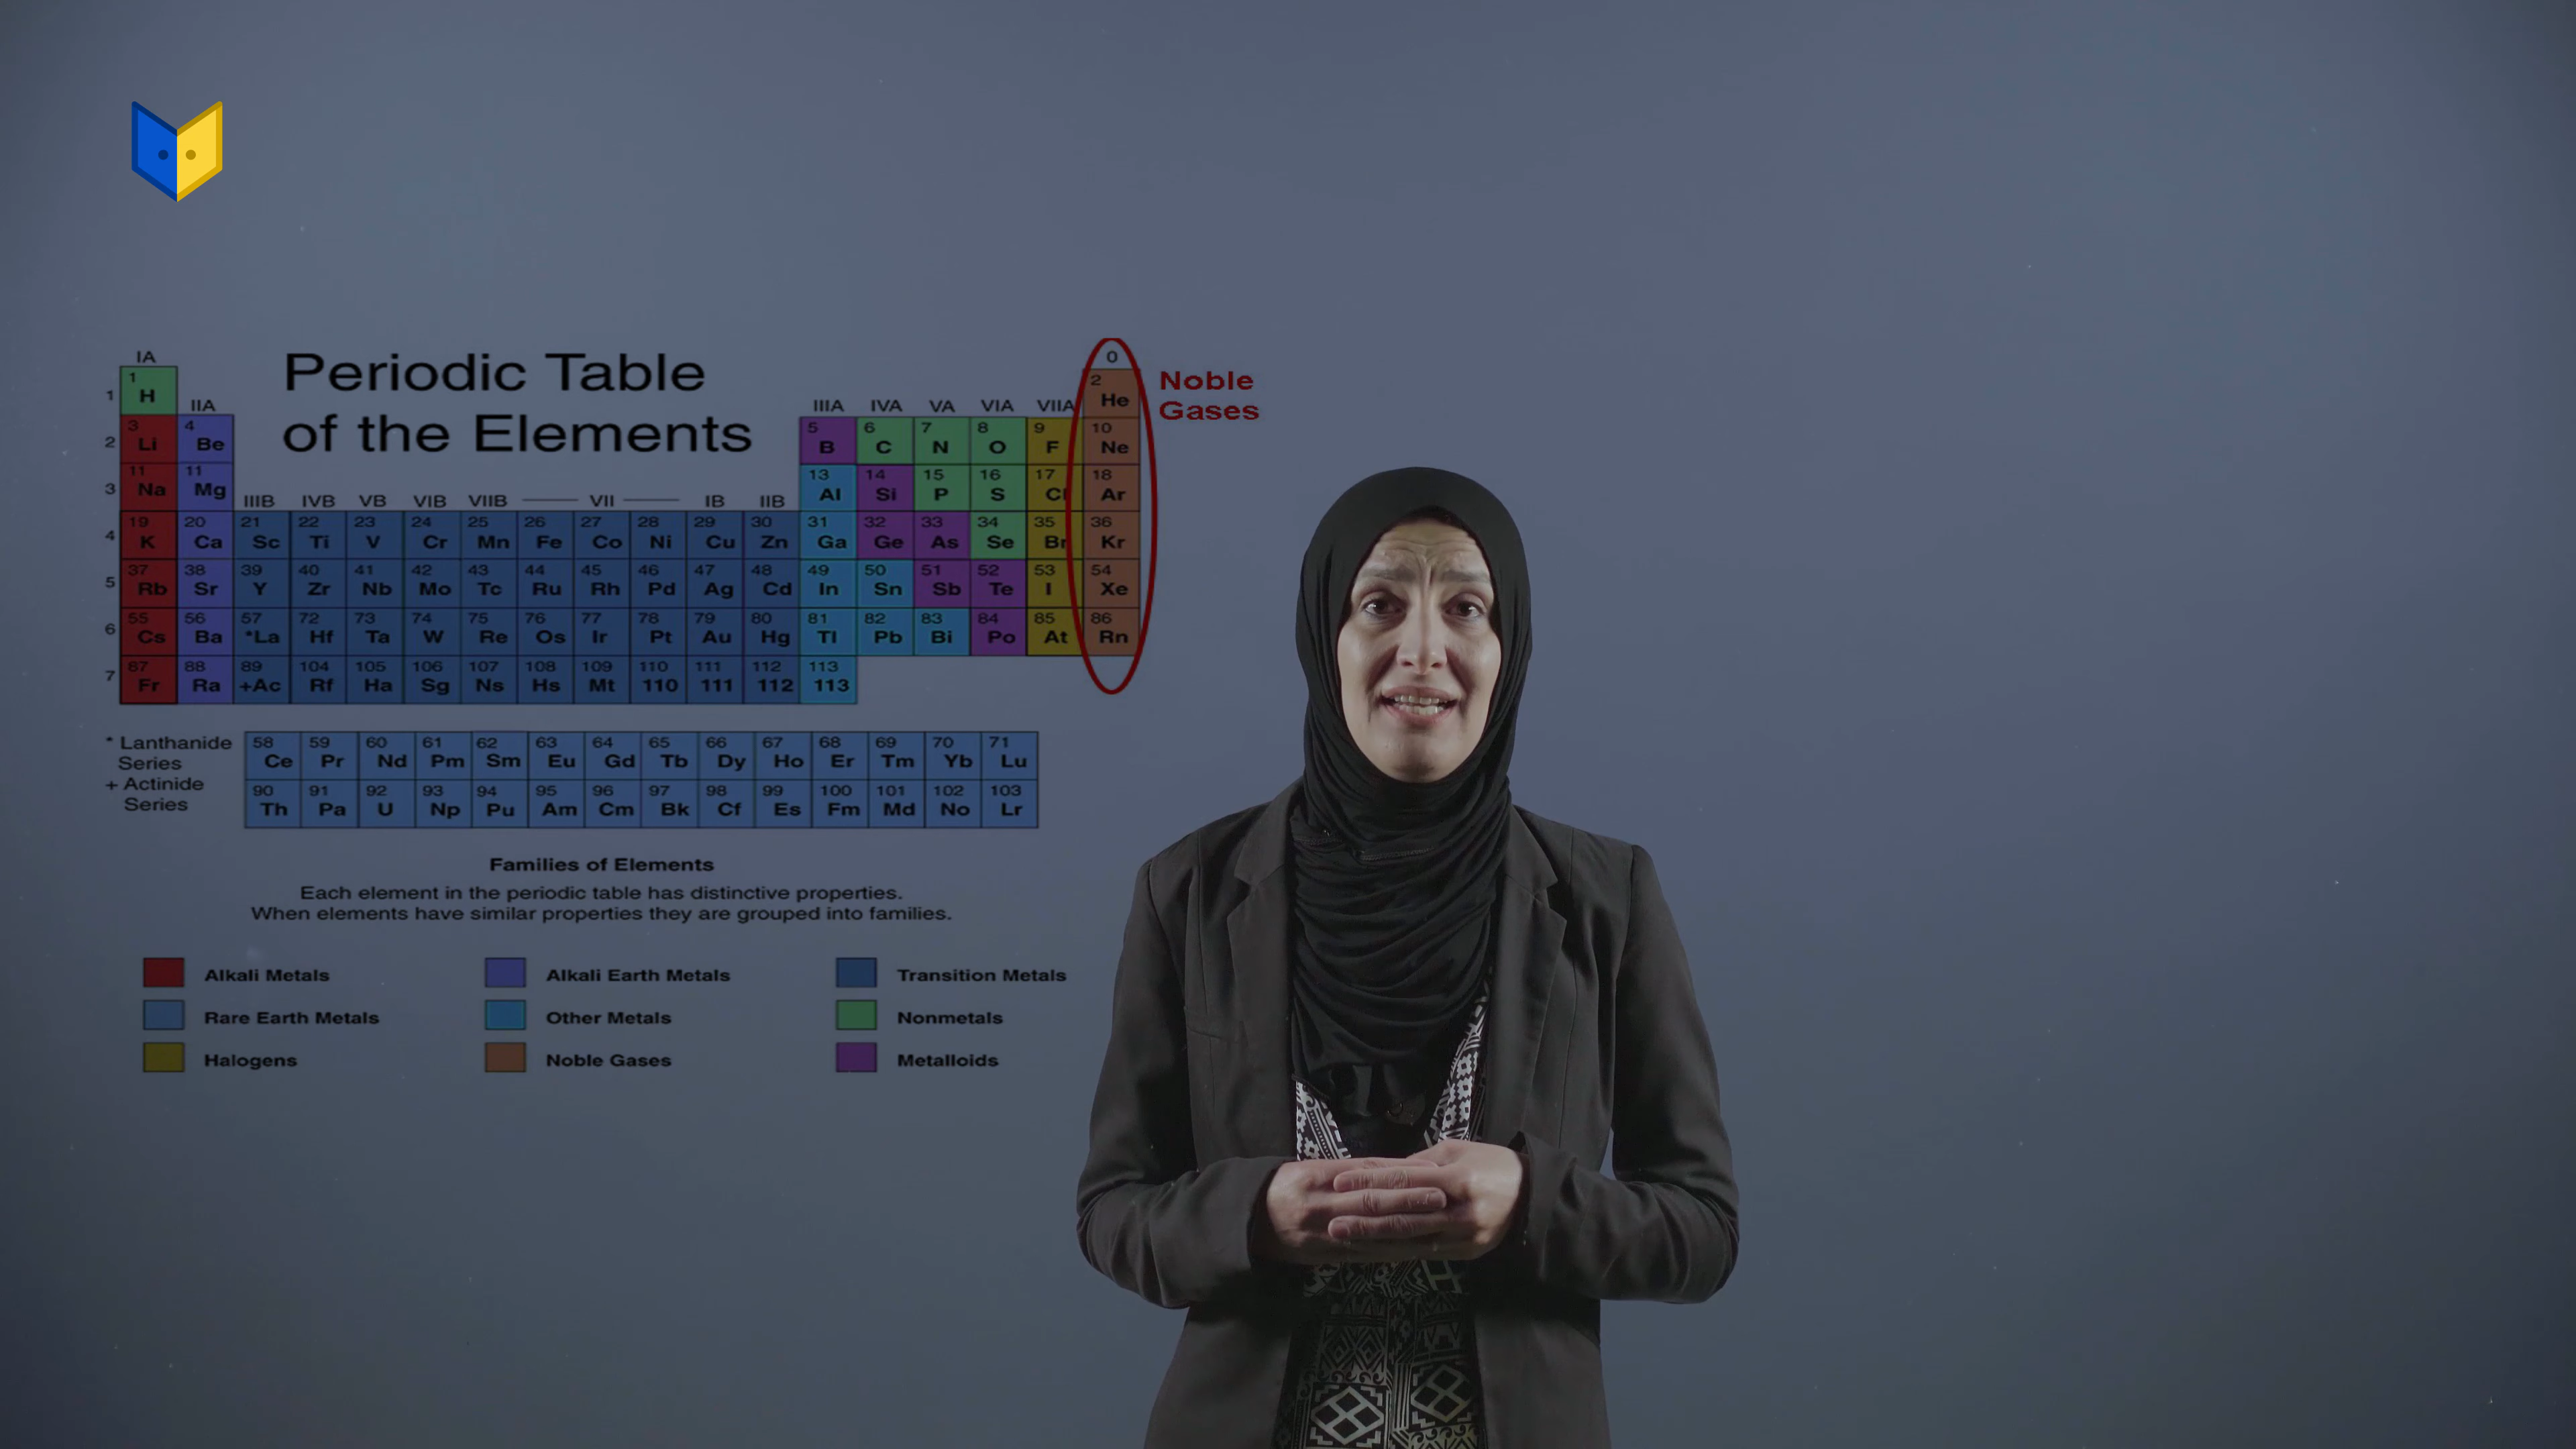 Periodic Table
of the Elements
Noble
Gases
IA 0
1 H 2 He
IIA IIIA IVA VA VIA VIIA
1
2 3 Li 4 Be 5 B 6 C 7 N 8 O 9 F 10 Ne
3 11 Na 11 Mg 13 Al 14 Si 15 P 16 S 17 Cl 18 Ar
IIIB IVB VB VIB VIIB VII IB IIB
4 19 K 20 Ca 21 Sc 22 Ti 23 V 24 Cr 25 Mn 26 Fe 27 Co 28 Ni 29 Cu 30 Zn 31 Ga 32 Ge 33 As 34 Se 35 Br 36 Kr
5 37 Rb 38 Sr 39 Y 40 Zr 41 Nb 42 Mo 43 Tc 44 Ru 45 Rh 46 Pd 47 Ag 48 Cd 49 In 50 Sn 51 Sb 52 Te 53 I 54 Xe
6 55 Cs 56 Ba 57 *La 72 Hf 73 Ta 74 W 75 Re 76 Os 77 Ir 78 Pt 79 Au 80 Hg 81 Tl 82 Pb 83 Bi 84 Po 85 At 86 Rn
7 87 Fr 88 Ra 89 +Ac 104 Rf 105 Ha 106 Sg 107 Ns 108 Hs 109 Mt 110 110 111 111 112 112 113 113
* Lanthanide
Series
58 Ce 59 Pr 60 Nd 61 Pm 62 Sm 63 Eu 64 Gd 65 Tb 66 Dy 67 Ho 68 Er 69 Tm 70 Yb 71 Lu
+ Actinide
Series
90 Th 91 Pa 92 U 93 Np 94 Pu 95 Am 96 Cm 97 Bk 98 Cf 99 Es 100 Fm 101 Md 102 No 103 Lr
Families of Elements
Each element in the periodic table has distinctive properties.
When elements have similar properties they are grouped into families.
Alkali Metals Alkali Earth Metals Transition Metals
Rare Earth Metals Other Metals Nonmetals
Halogens Noble Gases Metalloids